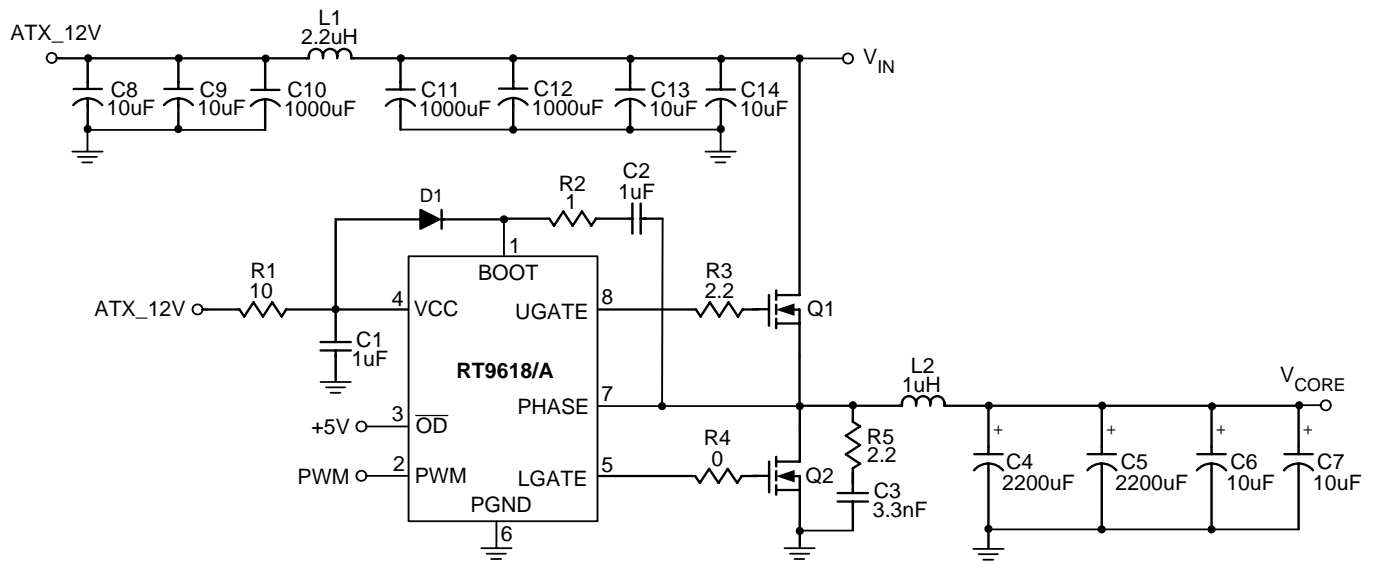 ATX_12V
L1
2.2uH
VIN
C8
10uF
C9
10uF
C10
1000uF
C11
1000uF
C12
1000uF
C13
10uF
C14
10uF
D1
R2
1
C2
1uF
1
BOOT
R1
10
ATX_12V
4
VCC
UGATE
8
R3
2.2
Q1
C1
1uF
RT9618/A
L2
1uH
VCORE
PHASE
7
+5V
3
OD
R4
0
R5
2.2
+
+
+
+
C4
2200uF
C5
2200uF
C6
10uF
C7
10uF
PWM
2
PWM
LGATE
5
Q2
C3
3.3nF
PGND
6